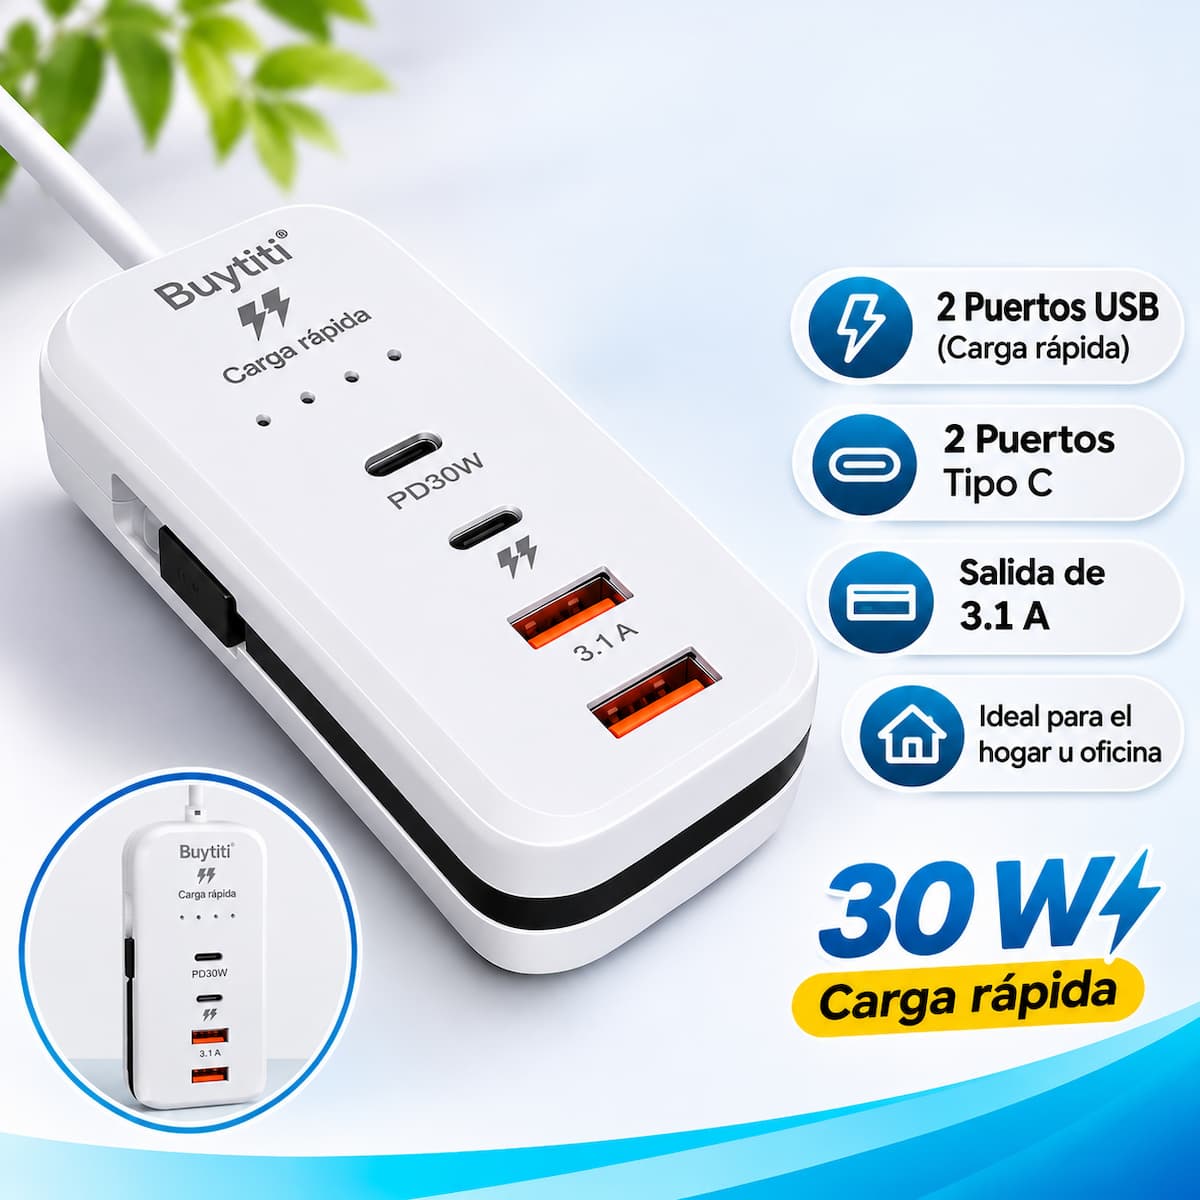 Buytiti®
Carga rápida
PD30W
3.1 A
2 Puertos USB
(Carga rápida)
2 Puertos
Tipo C
Salida de
3.1 A
Ideal para el
hogar u oficina
30 W
Carga rápida
Buytiti®
Carga rápida
PD30W
3.1 A